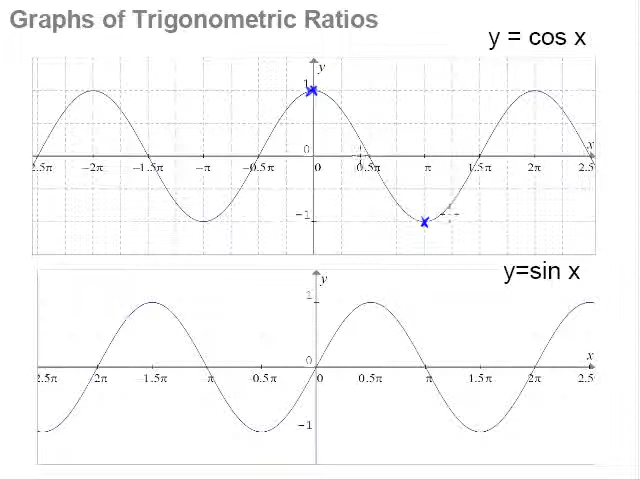 Graphs of Trigonometric Ratios
y = cos x
y
1
0
x
2.5π −2π −1.5π −π −0.5π 0 0.5π π 1.5π 2π 2.5
−1
y=sin x
y
1
0
x
2.5π 2π −1.5π π 0.5π 0 0.5π π 1.5π 2π 2.5
−1